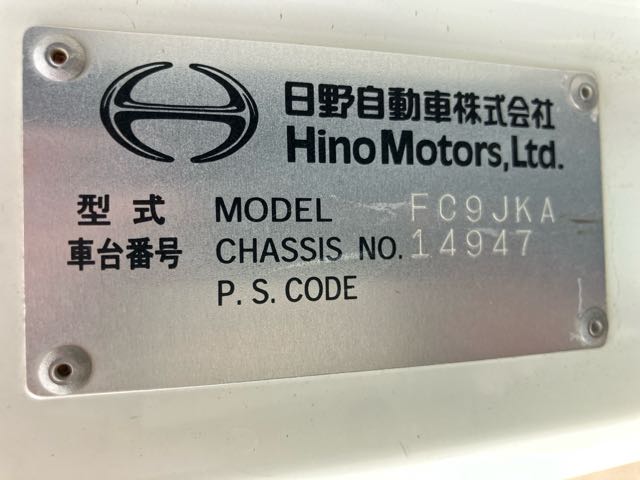 日野自動車株式会社
Hino Motors, Ltd.
型式 MODEL FC9JKA
車台番号 CHASSIS NO. 14947
P. S. CODE